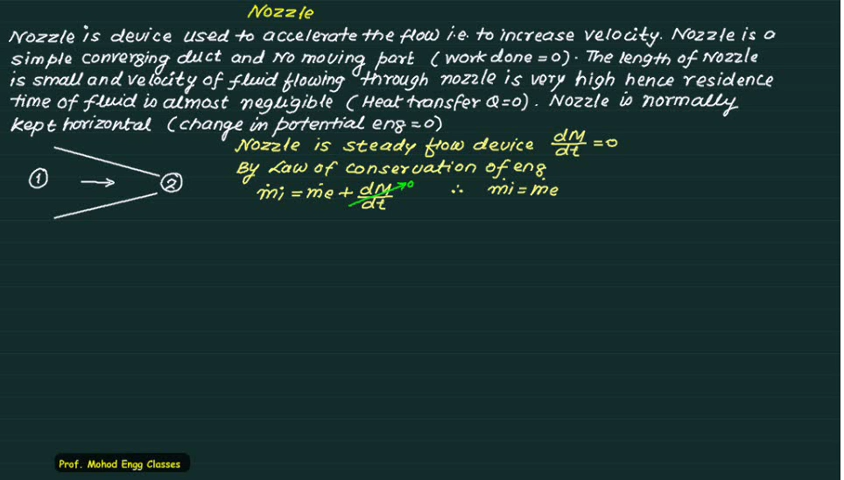 Nozzle
Nozzle is device used to accelerate the flow i.e. to increase velocity. Nozzle is a
simple converging duct and No moving part (work done = 0). The length of Nozzle
is small and velocity of fluid flowing through nozzle is very high hence residence
time of fluid is almost negligible (Heat transfer Q=0). Nozzle is normally
kept horizontal (change in potential eng = 0)
Nozzle is steady flow device dM/dt = 0
By Law of conservation of eng
ṁi = ṁe + dM/dt → 0 ∴ ṁi = ṁe
① → ②
Prof. Mohod Engg Classes